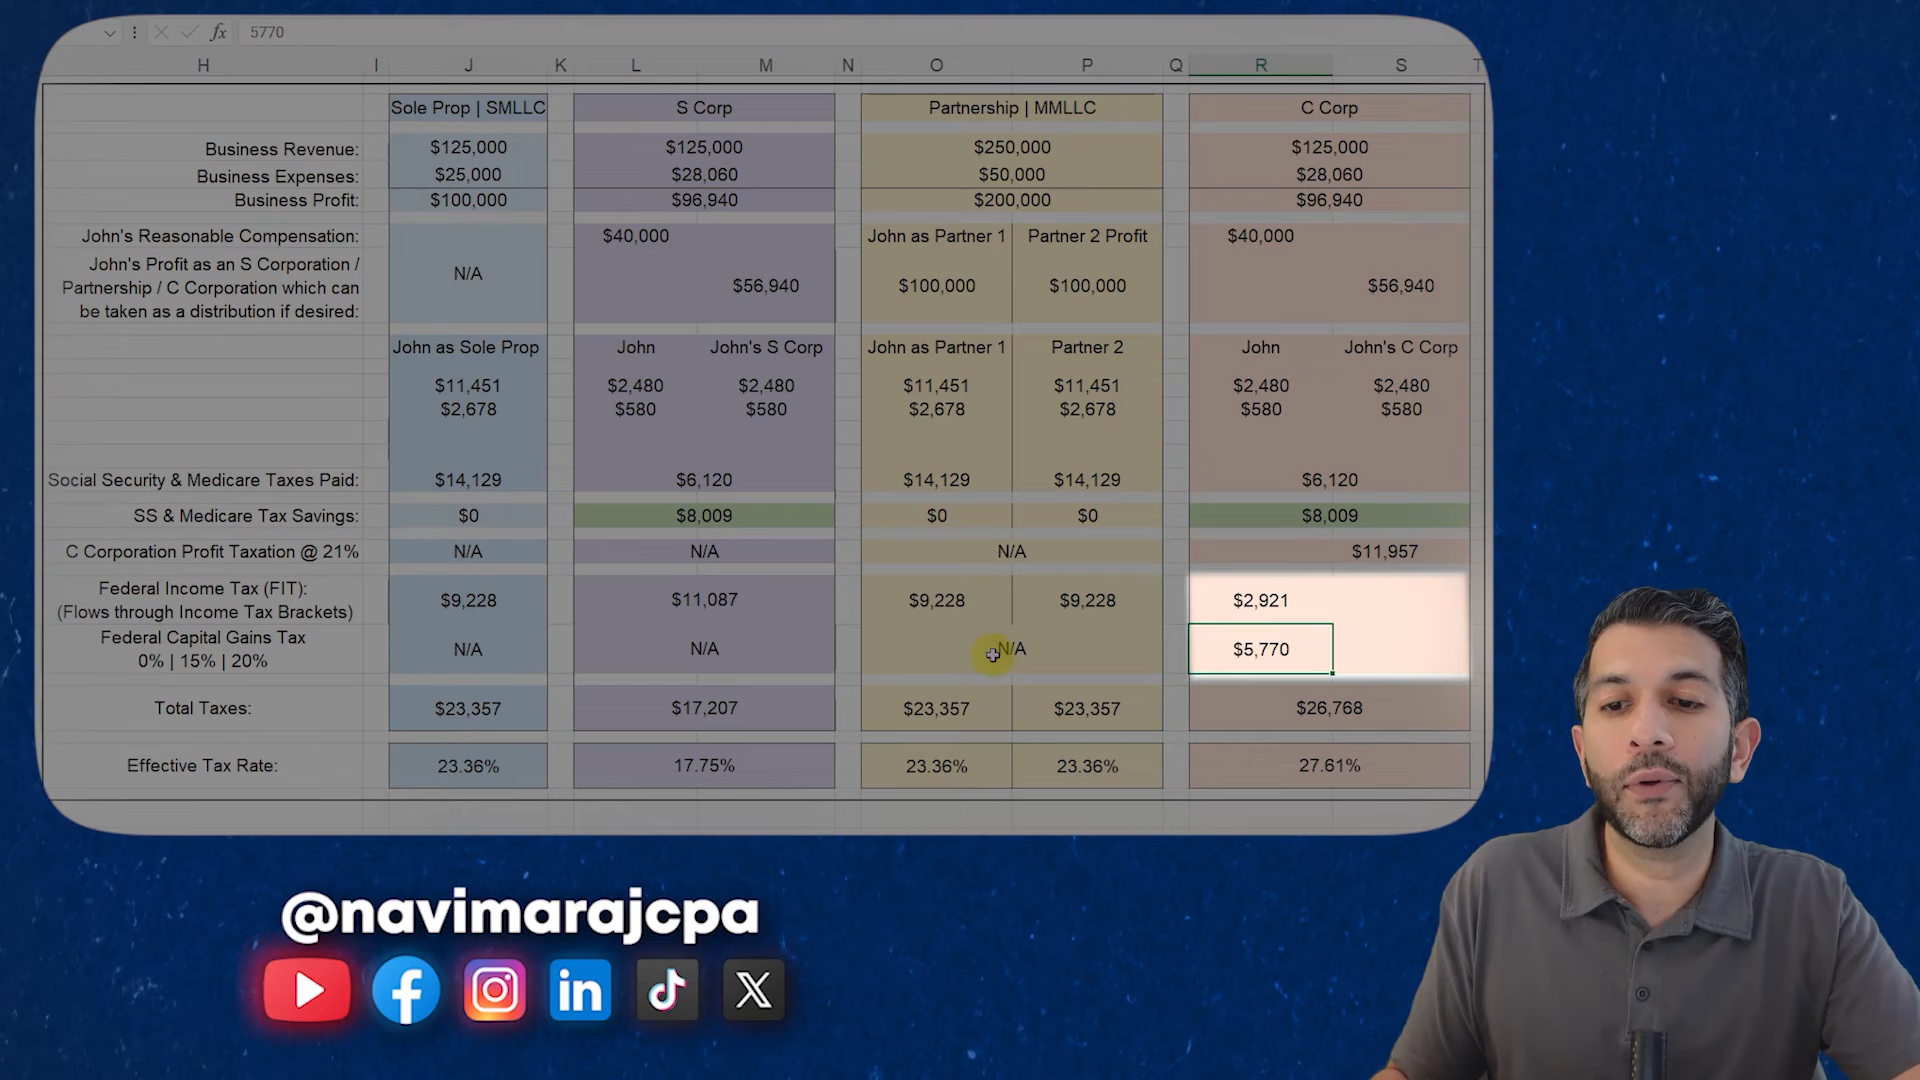 fx 5770
H I J K L M N O P Q R S T
Sole Prop | SMLLC S Corp Partnership | MMLLC C Corp
Business Revenue: $125,000 $125,000 $250,000 $125,000
Business Expenses: $25,000 $28,060 $50,000 $28,060
Business Profit: $100,000 $96,940 $200,000 $96,940
John's Reasonable Compensation: $40,000 John as Partner 1 Partner 2 Profit $40,000
John's Profit as an S Corporation /
Partnership / C Corporation which can
be taken as a distribution if desired:
N/A $56,940 $100,000 $100,000 $56,940
John as Sole Prop John John's S Corp John as Partner 1 Partner 2 John John's C Corp
$11,451 $2,480 $2,480 $11,451 $11,451 $2,480 $2,480
$2,678 $580 $580 $2,678 $2,678 $580 $580
Social Security & Medicare Taxes Paid: $14,129 $6,120 $14,129 $14,129 $6,120
SS & Medicare Tax Savings: $0 $8,009 $0 $0 $8,009
C Corporation Profit Taxation @ 21% N/A N/A N/A $11,957
Federal Income Tax (FIT):
(Flows through Income Tax Brackets)
$9,228 $11,087 $9,228 $9,228 $2,921
Federal Capital Gains Tax
0% | 15% | 20%
N/A N/A N/A $5,770
Total Taxes: $23,357 $17,207 $23,357 $23,357 $26,768
Effective Tax Rate: 23.36% 17.75% 23.36% 23.36% 27.61%
@navimarajcpa